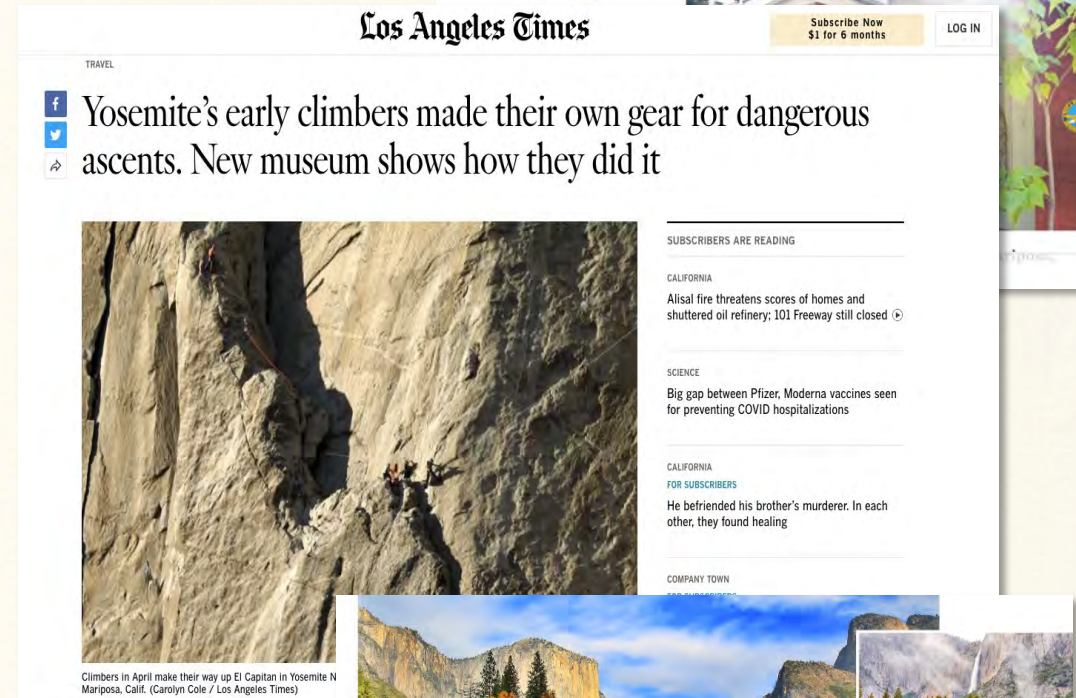 Los Angeles Times
Subscribe Now
$1 for 6 months
LOG IN
TRAVEL
Yosemite's early climbers made their own gear for dangerous
ascents. New museum shows how they did it
SUBSCRIBERS ARE READING
CALIFORNIA
Alisal fire threatens scores of homes and
shuttered oil refinery; 101 Freeway still closed
SCIENCE
Big gap between Pfizer, Moderna vaccines seen
for preventing COVID hospitalizations
CALIFORNIA
FOR SUBSCRIBERS
He befriended his brother's murderer. In each
other, they found healing
COMPANY TOWN
FOR SUBSCRIBERS
Climbers in April make their way up El Capitan in Yosemite N
Mariposa, Calif. (Carolyn Cole / Los Angeles Times)